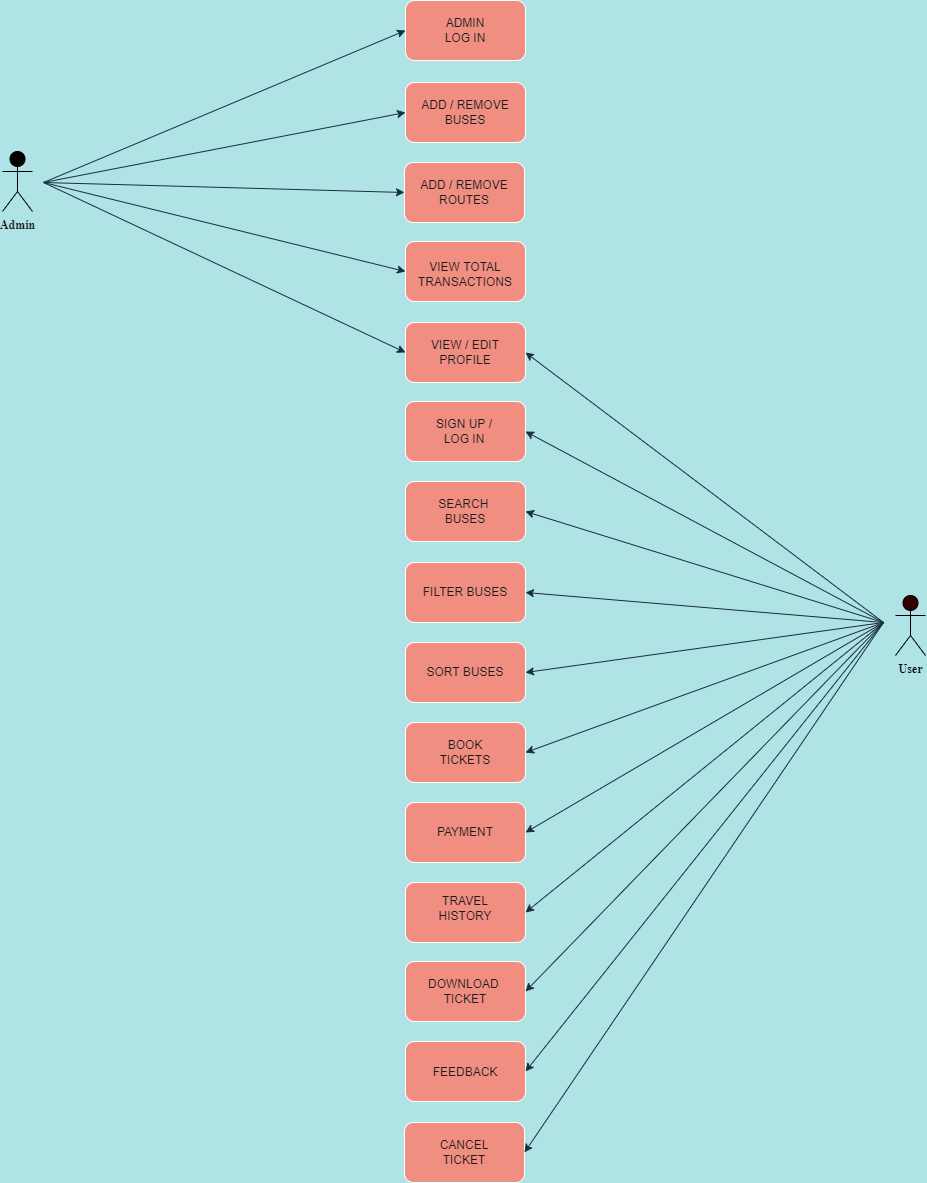 ADMIN
LOG IN
ADD / REMOVE
BUSES
ADD / REMOVE
ROUTES
Admin
VIEW TOTAL
TRANSACTIONS
VIEW / EDIT
PROFILE
SIGN UP /
LOG IN
SEARCH
BUSES
FILTER BUSES
User
SORT BUSES
BOOK
TICKETS
PAYMENT
TRAVEL
HISTORY
DOWNLOAD
TICKET
FEEDBACK
CANCEL
TICKET